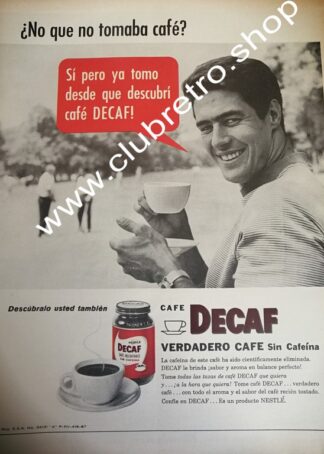 ¿No que no tomaba café?
Sí pero ya tomo
desde que descubrí
café DECAF!
www.clubretro.shop
Descúbralo usted también
CAFE
DECAF
VERDADERO CAFE Sin Cafeína
La cafeína de este café ha sido científicamente eliminada.
DECAF le brinda ¡sabor y aroma en balance perfecto!
Tome todas las tazas de café DECAF que quiera
y . . . ¡a la hora que quiera! Tome café DECAF . . . verdadero
café . . . con todo el aroma y el sabor del café recién tostado.
Confíe en DECAF . . . Es un producto NESTLÉ.
DECAF